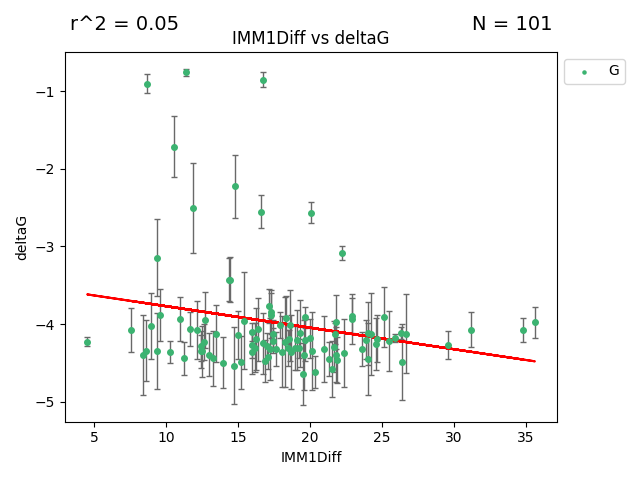 r^2 = 0.05
N = 101
IMM1Diff vs deltaG
G
−1
−2
−3
−4
−5
deltaG
5 10 15 20 25 30 35
IMM1Diff